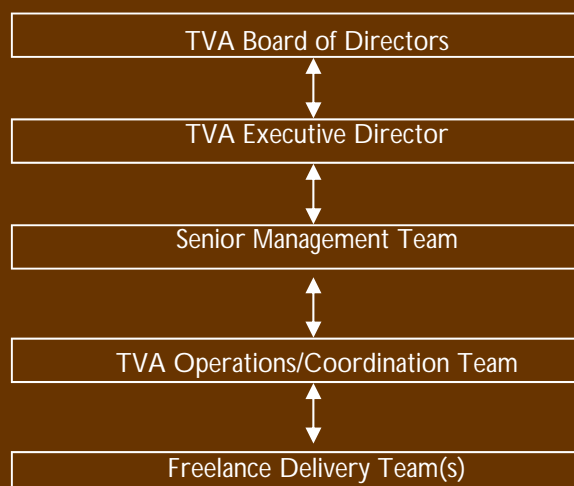 TVA Board of Directors
TVA Executive Director
Senior Management Team
TVA Operations/Coordination Team
Freelance Delivery Team(s)